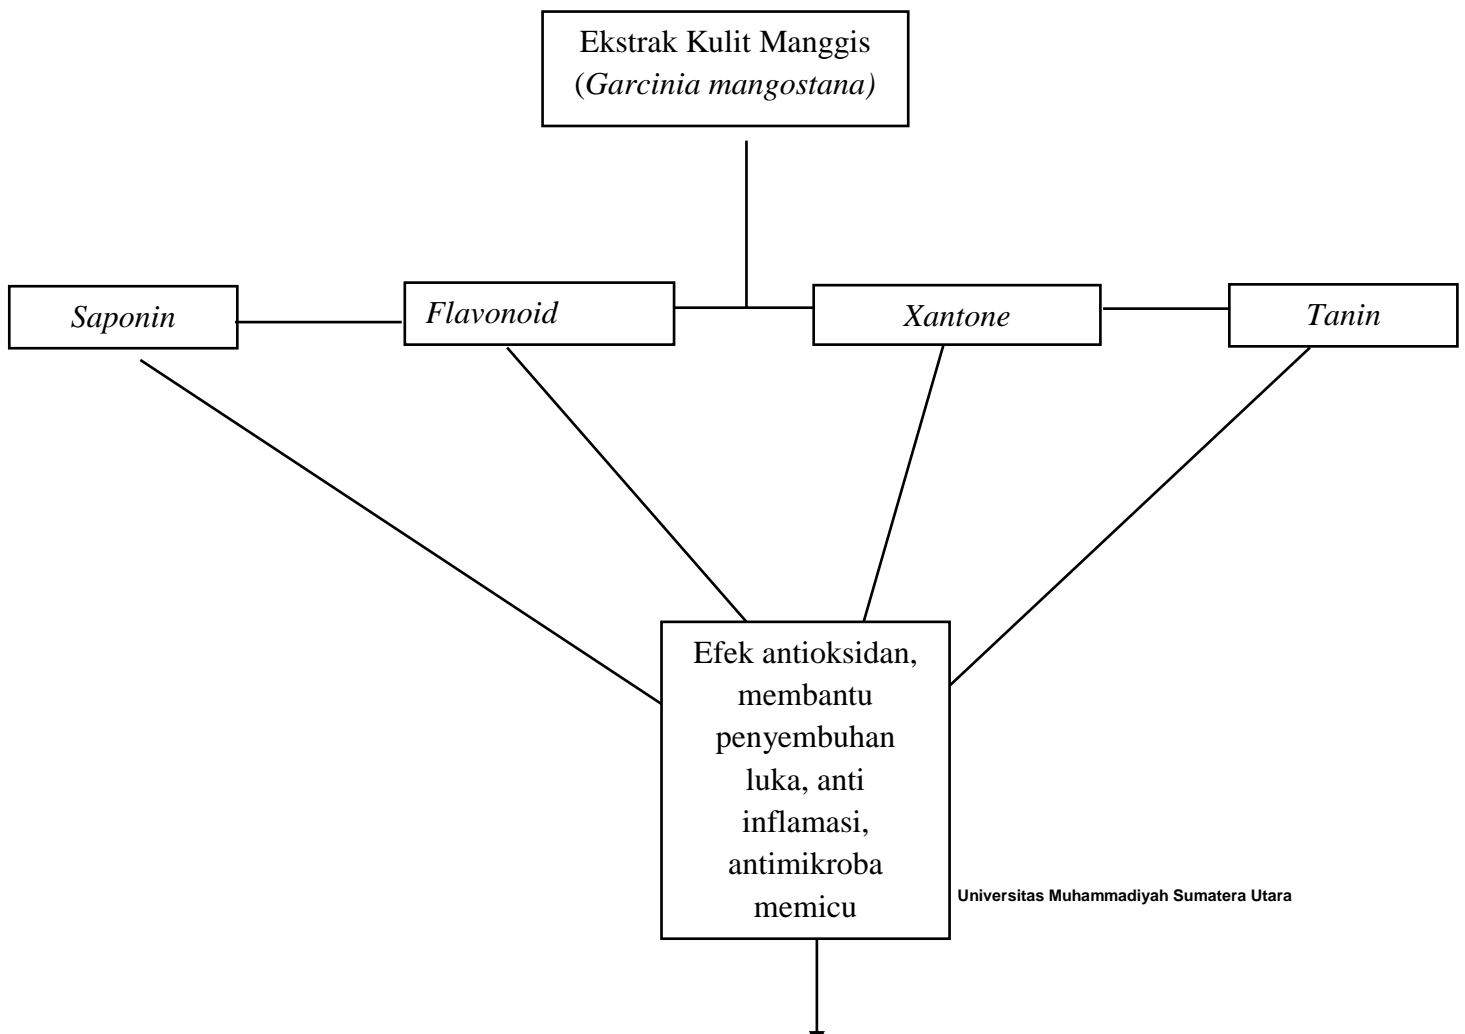 Ekstrak Kulit Manggis
(Garcinia mangostana)
Saponin
Flavonoid
Xantone
Tanin
Efek antioksidan,
membantu
penyembuhan
luka, anti
inflamasi,
antimikroba
memicu
Universitas Muhammadiyah Sumatera Utara